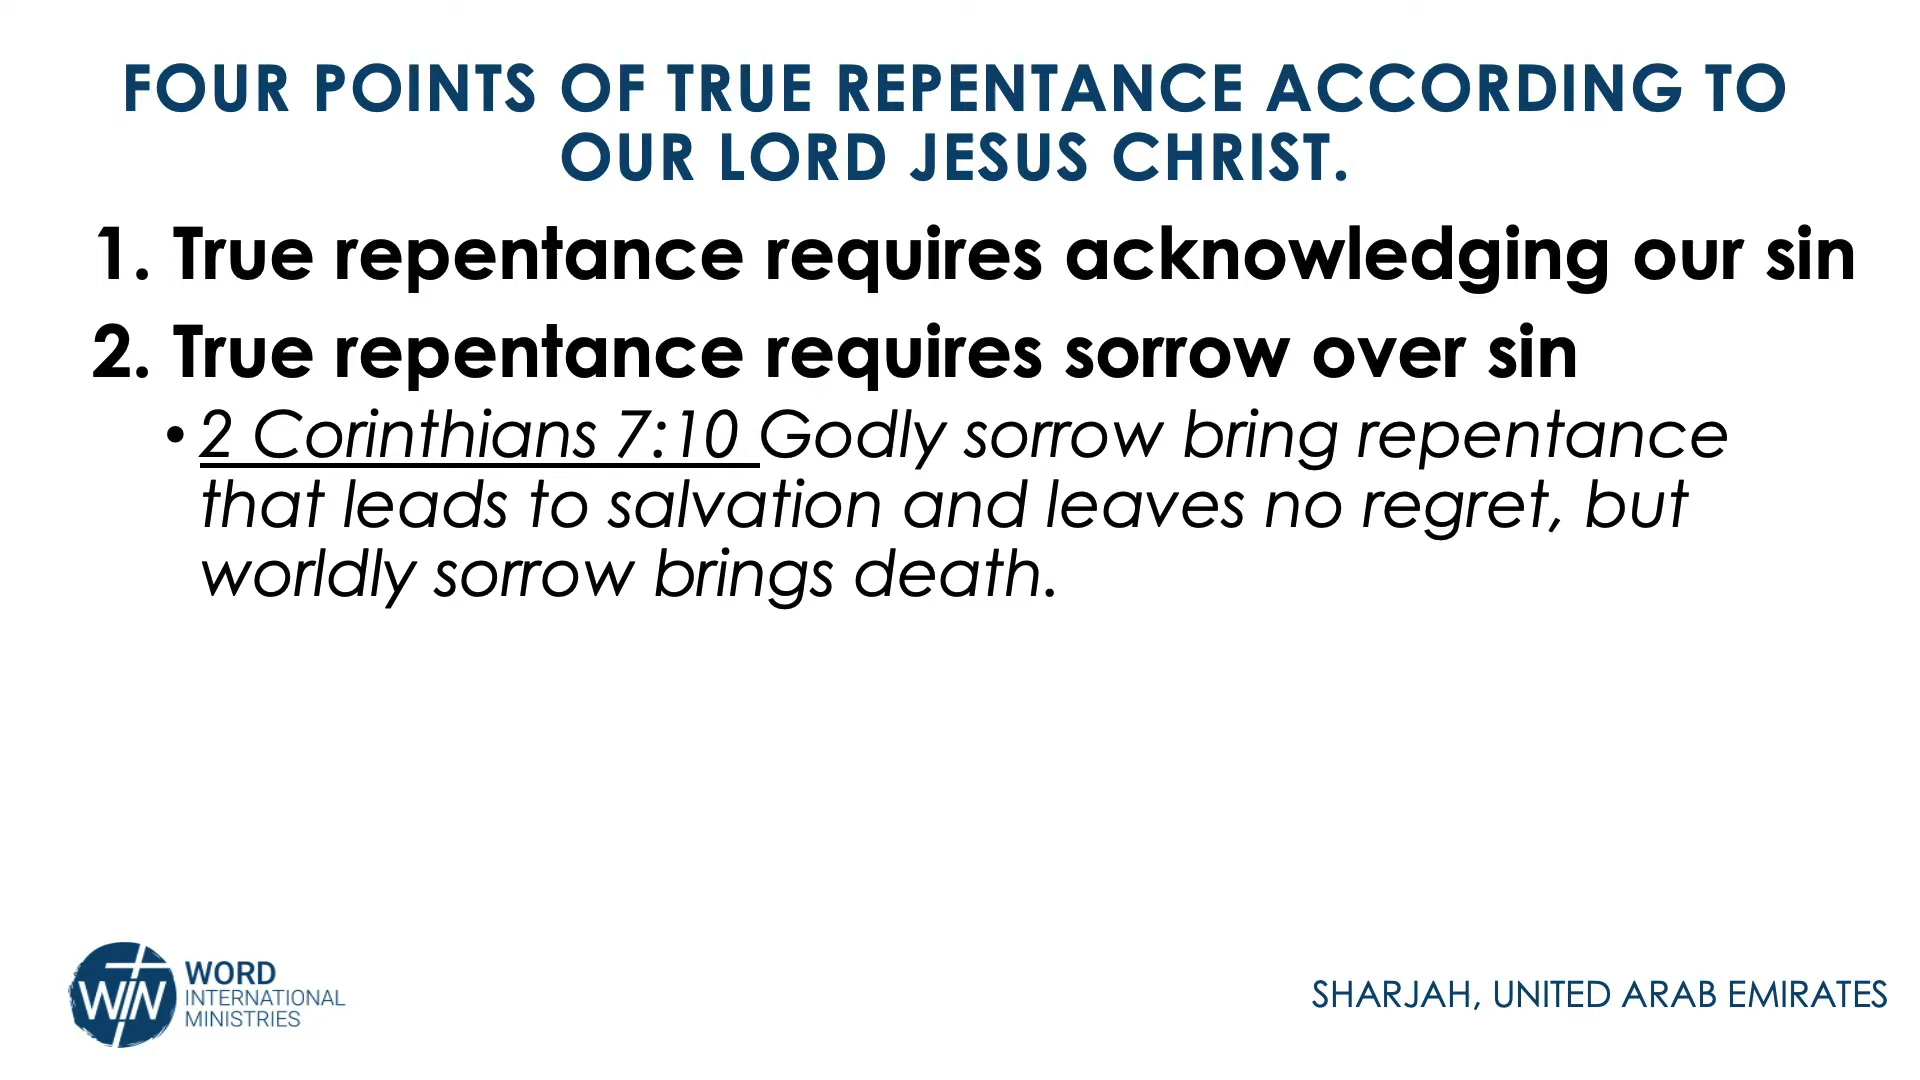 FOUR POINTS OF TRUE REPENTANCE ACCORDING TO
OUR LORD JESUS CHRIST.
1. True repentance requires acknowledging our sin
2. True repentance requires sorrow over sin
• 2 Corinthians 7:10 Godly sorrow bring repentance
that leads to salvation and leaves no regret, but
worldly sorrow brings death.
WIN
WORD
INTERNATIONAL
MINISTRIES
SHARJAH, UNITED ARAB EMIRATES